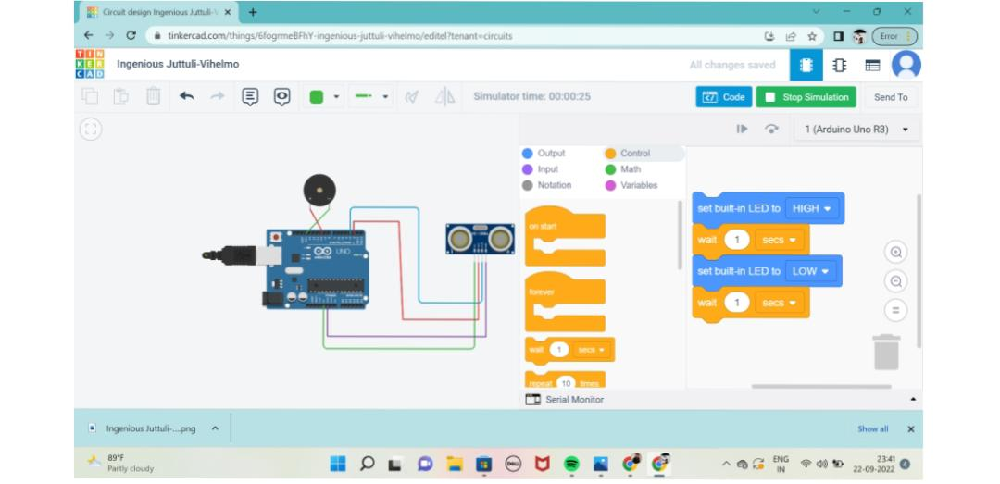 Circuit design Ingenious Juttuli-V
tinkercad.com/things/6fogrmeBFhY-ingenious-juttuli-vihelmo/editel?tenant=circuits
Error
TIN
KER
CAD
Ingenious Juttuli-Vihelmo
All changes saved
Simulator time: 00:00:25
Code
Stop Simulation
Send To
1 (Arduino Uno R3)
Output
Control
Input
Math
Notation
Variables
on start
forever
wait 1 secs
repeat 10 times
set built-in LED to HIGH
wait 1 secs
set built-in LED to LOW
wait 1 secs
UNO
Serial Monitor
Ingenious Juttuli-....png
Show all
89°F
Partly cloudy
DELL
ENG
IN
23:41
22-09-2022
4